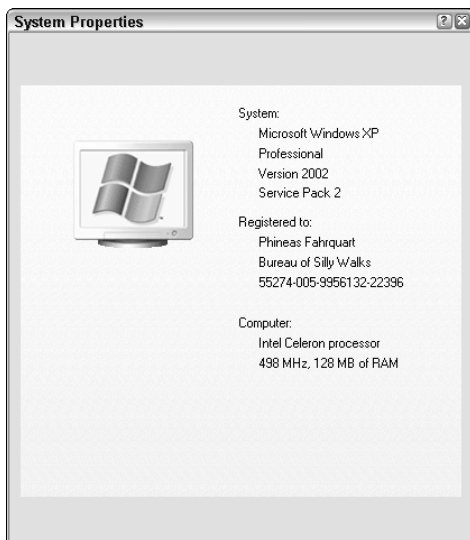 System Properties
System:
Microsoft Windows XP
Professional
Version 2002
Service Pack 2
Registered to:
Phineas Fahrquart
Bureau of Silly Walks
55274-005-9956132-22396
Computer:
Intel Celeron processor
498 MHz, 128 MB of RAM